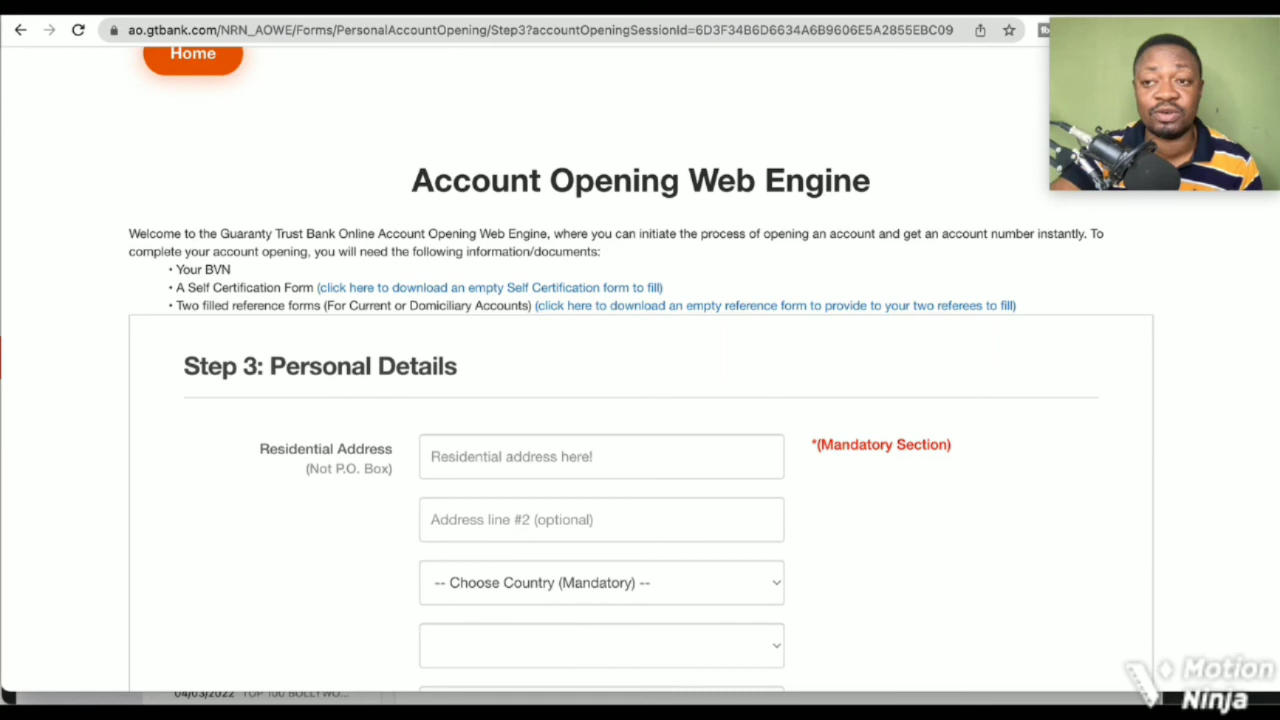 ao.gtbank.com/NRN_AOWE/Forms/PersonalAccountOpening/Step3?accountOpeningSessionId=6D3F34B6D6634A6B9606E5A2855EBC09
Home
Account Opening Web Engine
Welcome to the Guaranty Trust Bank Online Account Opening Web Engine, where you can initiate the process of opening an account and get an account number instantly. To
complete your account opening, you will need the following information/documents:
• Your BVN
• A Self Certification Form (click here to download an empty Self Certification form to fill)
• Two filled reference forms (For Current or Domiciliary Accounts) (click here to download an empty reference form to provide to your two referees to fill)
Step 3: Personal Details
Residential Address
(Not P.O. Box)
Residential address here!
*(Mandatory Section)
Address line #2 (optional)
-- Choose Country (Mandatory) --
04/03/2022 TOP 100 BOLLYWO...
Motion
Ninja